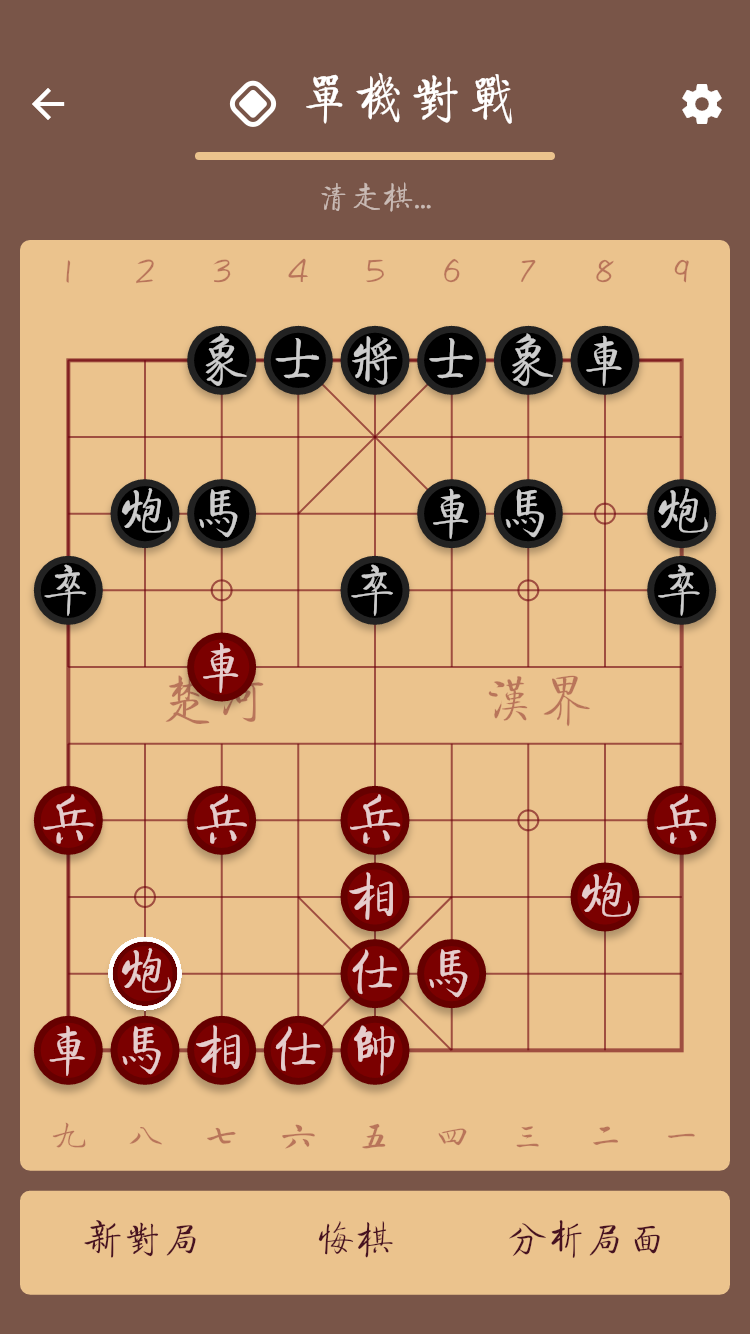 單機對戰
清走棋...
1 2 3 4 5 6 7 8 9
象 士 將 士 象 車
炮 馬 車 馬 炮
卒 卒 卒
車
楚河 漢界
兵 兵 兵 兵
相 炮
炮 仕 馬
車 馬 相 仕 帥
九 八 七 六 五 四 三 二 一
新對局 悔棋 分析局面